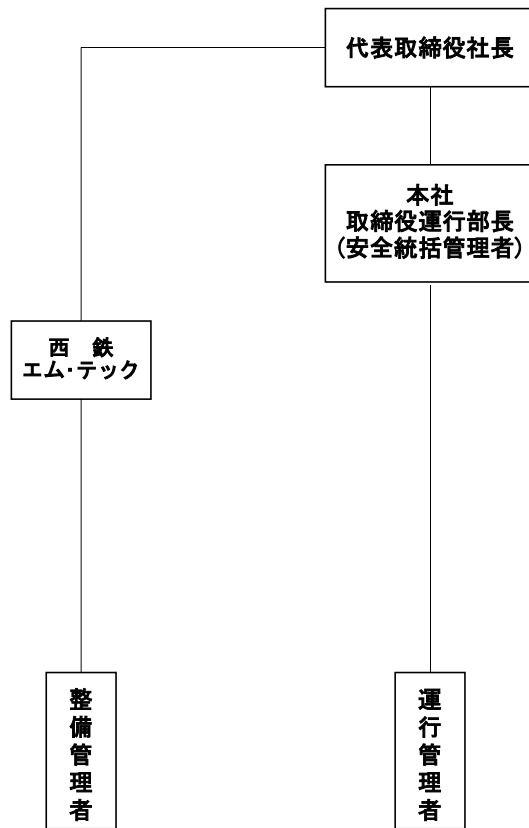 代表取締役社長
本社
取締役運行部長
(安全統括管理者)
西　鉄
エム・テック
整備管理者
運行管理者